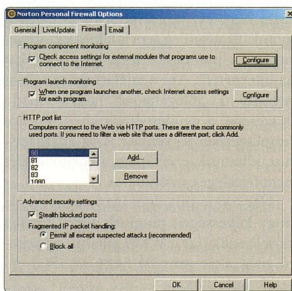 Norton Personal Firewall Options
General LiveUpdate Firewall Email
Program component monitoring
Check access settings for external modules that programs use to
connect to the Internet.
Configure
Program launch monitoring
When one program launches another, check Internet access settings
for each program.
Configure
HTTP port list
Computers connect to the Web via HTTP ports. These are the most commonly
used ports. If you need to filter a web site that uses a different port, click Add.
80
81
82
83
1080
Add...
Remove
Advanced security settings
Stealth blocked ports
Fragmented IP packet handling:
Permit all except suspected attacks (recommended)
Block all
OK Cancel Help